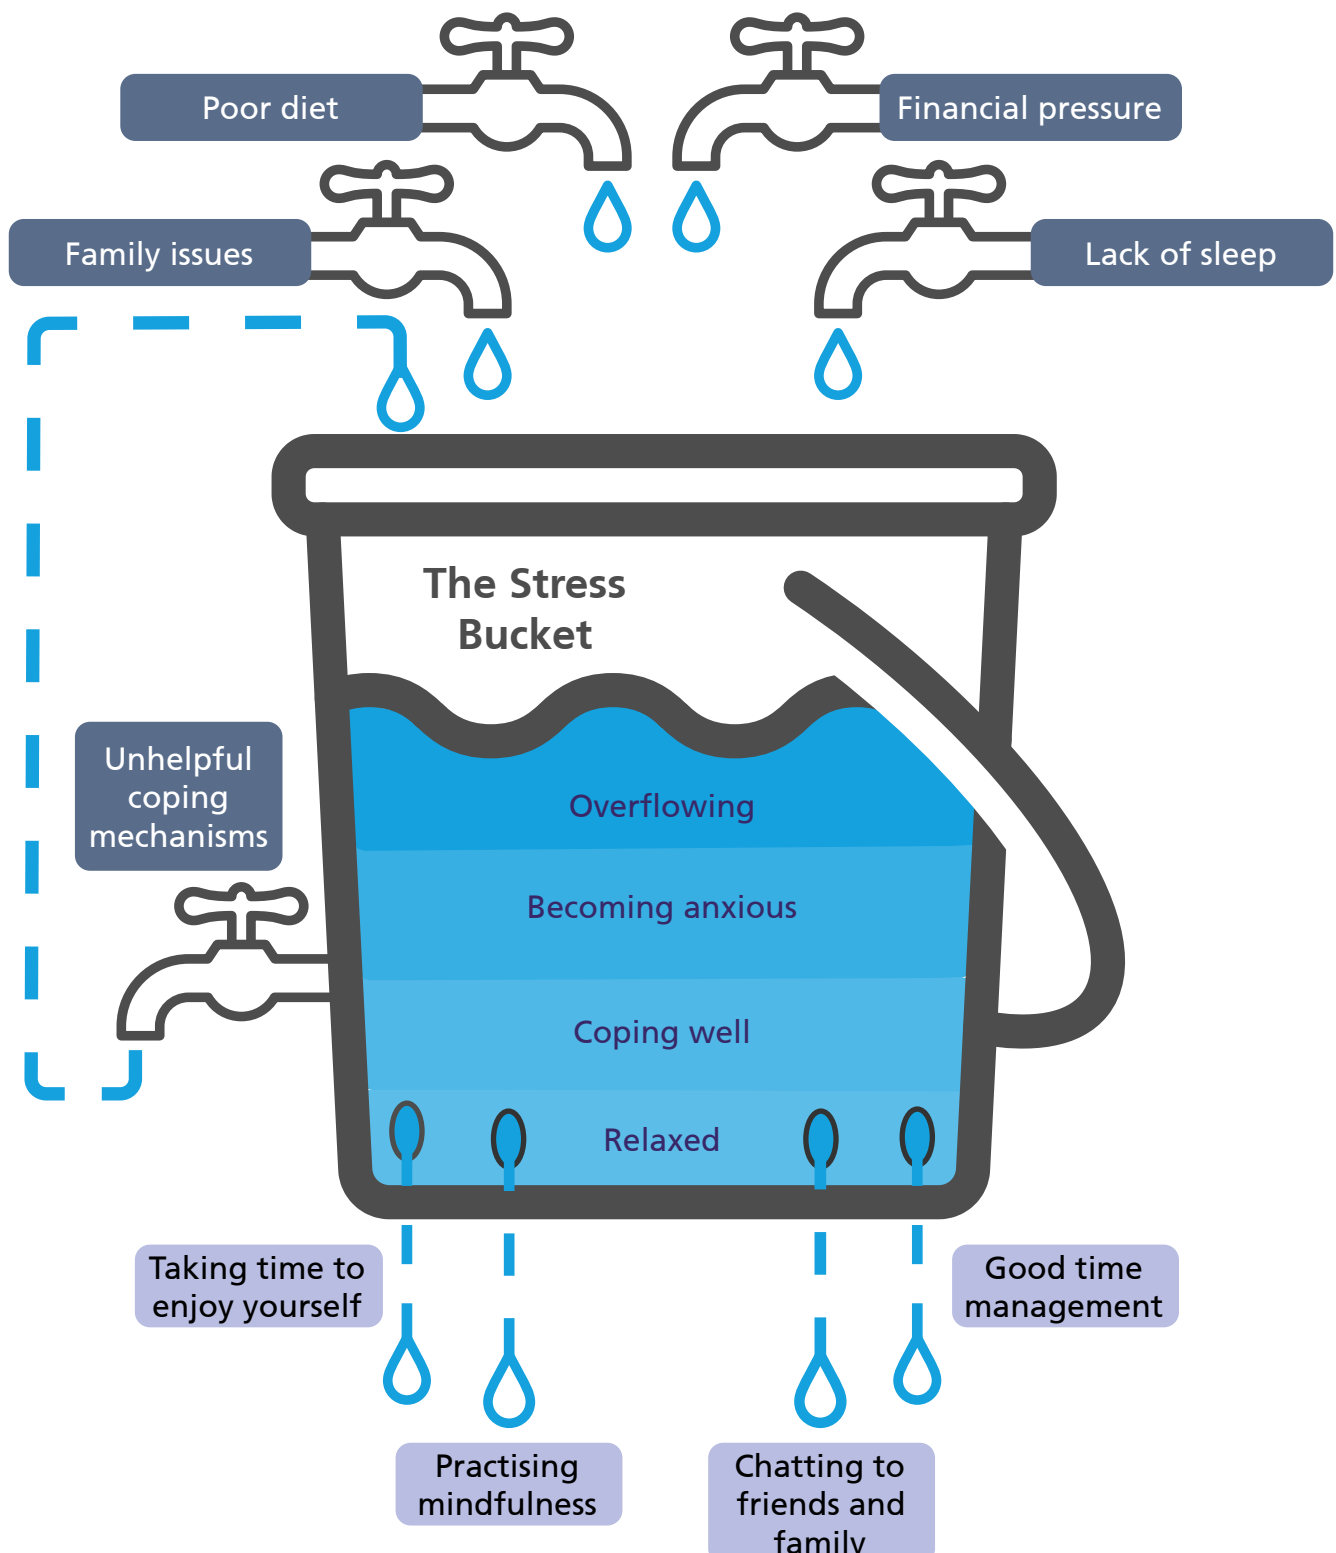 Poor diet
Financial pressure
Family issues
Lack of sleep
The Stress
Bucket
Unhelpful
coping
mechanisms
Overflowing
Becoming anxious
Coping well
Relaxed
Taking time to
enjoy yourself
Good time
management
Practising
mindfulness
Chatting to
friends and
family